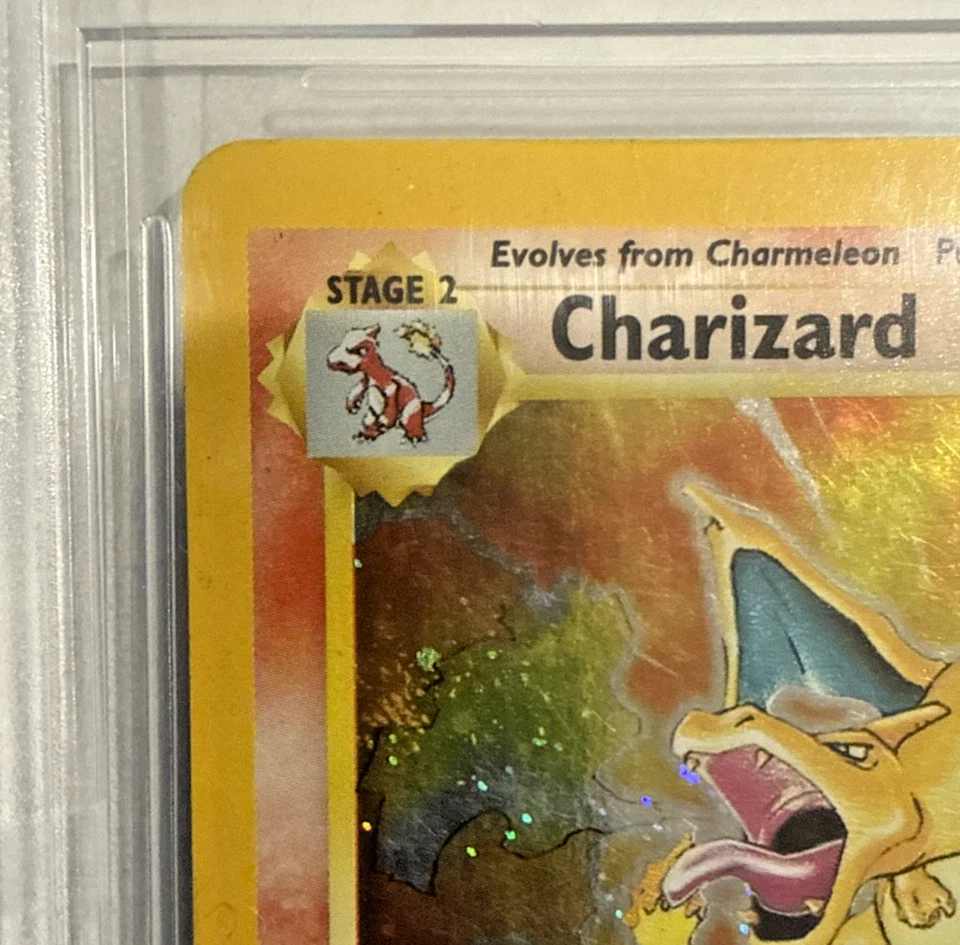 Evolves from Charmeleon
STAGE 2
Charizard